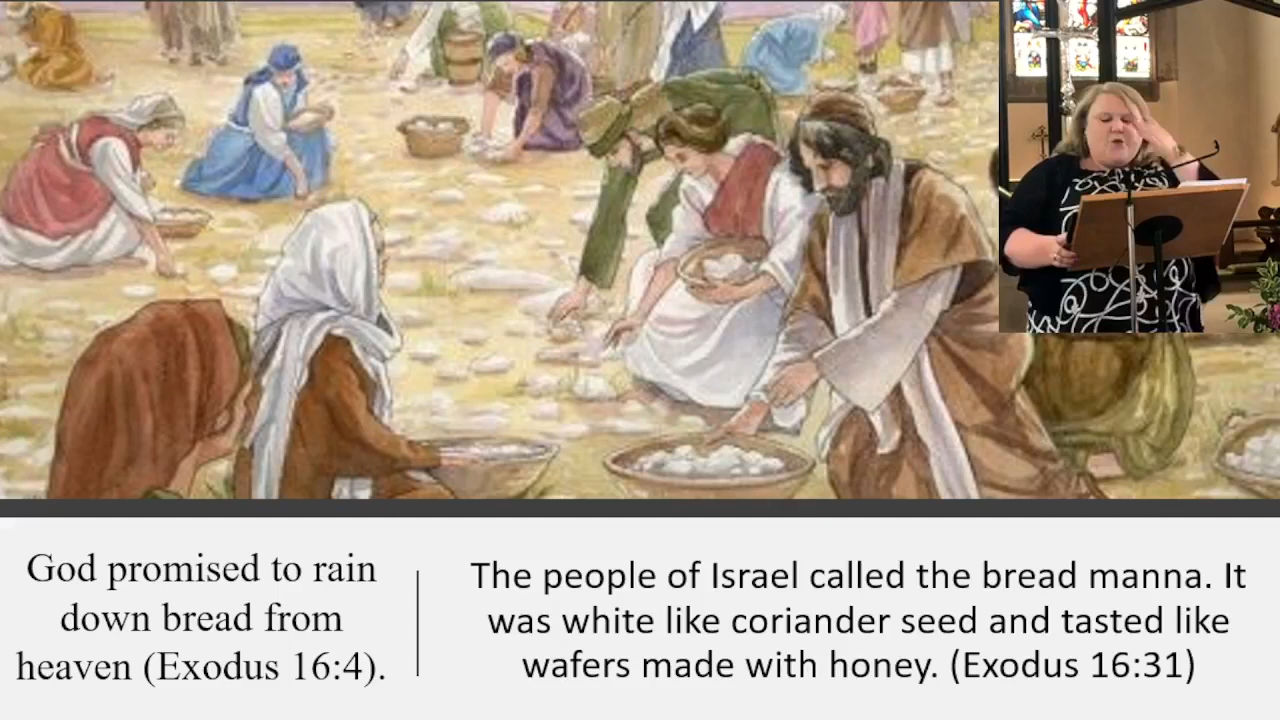 God promised to rain
down bread from
heaven (Exodus 16:4).
The people of Israel called the bread manna. It
was white like coriander seed and tasted like
wafers made with honey. (Exodus 16:31)